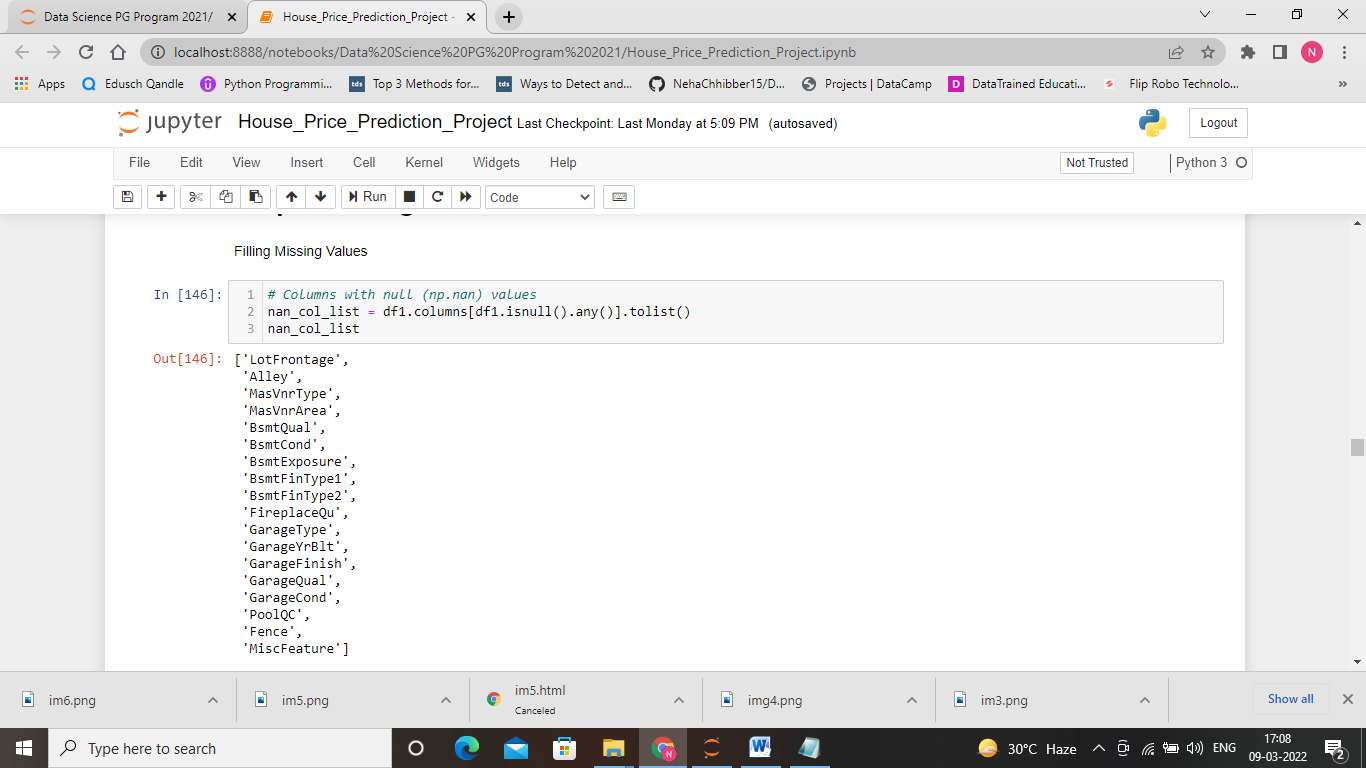 Data Science PG Program 2021/
House_Price_Prediction_Project -
localhost:8888/notebooks/Data%20Science%20PG%20Program%202021/House_Price_Prediction_Project.ipynb
N
Apps Edusch Qandle Python Programmi... tds Top 3 Methods for... tds Ways to Detect and... NehaChhibber15/D... Projects | DataCamp D DataTrained Educati... Flip Robo Technolo... »
jupyter House_Price_Prediction_Project Last Checkpoint: Last Monday at 5:09 PM (autosaved)
Logout
File Edit View Insert Cell Kernel Widgets Help
Not Trusted
Python 3
Run
Code
Filling Missing Values
In [146]:
1 # Columns with null (np.nan) values
2 nan_col_list = df1.columns[df1.isnull().any()].tolist()
3 nan_col_list
Out[146]: ['LotFrontage',
'Alley',
'MasVnrType',
'MasVnrArea',
'BsmtQual',
'BsmtCond',
'BsmtExposure',
'BsmtFinType1',
'BsmtFinType2',
'FireplaceQu',
'GarageType',
'GarageYrBlt',
'GarageFinish',
'GarageQual',
'GarageCond',
'PoolQC',
'Fence',
'MiscFeature']
im6.png
im5.png
im5.html
Canceled
img4.png
im3.png
Show all
Type here to search
N
W
30°C Haze
ENG
17:08
09-03-2022
2